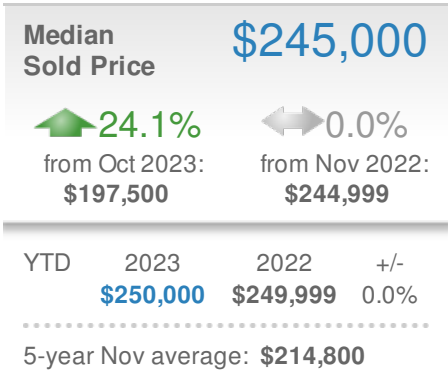 Median $245,000
Sold Price
24.1% 0.0%
from Oct 2023: from Nov 2022:
$197,500 $244,999
YTD 2023 2022 +/-
$250,000 $249,999 0.0%
5-year Nov average: $214,800